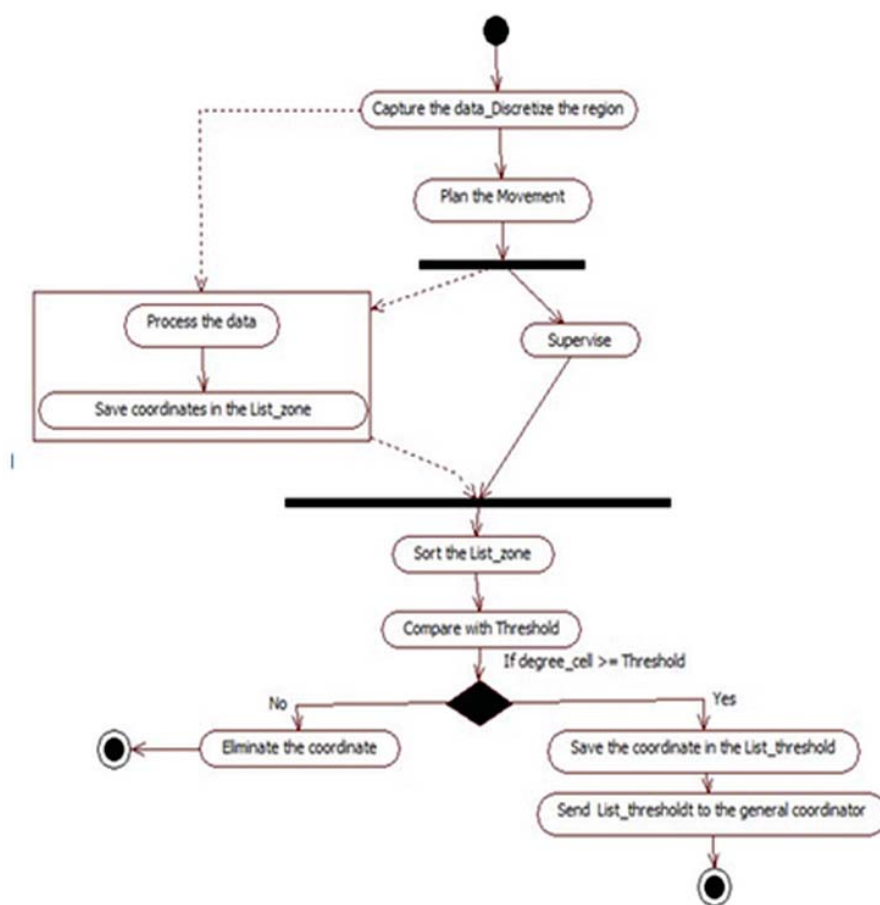 Capture the data_Discretize the region
Plan the Movement
Process the data
Supervise
Save coordinates in the List_zone
Sort the List_zone
Compare with Threshold
If degree_cell >= Threshold
No
Yes
Eliminate the coordinate
Save the coordinate in the List_threshold
Send List_thresholdt to the general coordinator